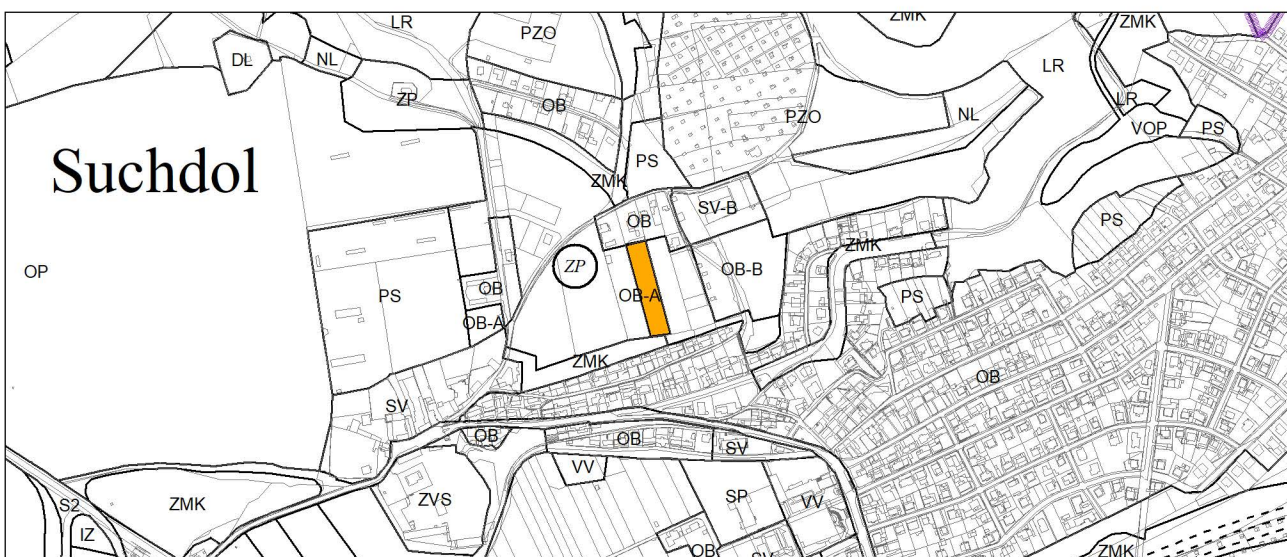 LR
PZO
ZMK
ZMK
DL
NL
LR
ZP
OB
PZO
NL
LR
VOP
PS
Suchdol
PS
ZMK
SV-B
OB
PS
ZMK
OP
ZP
OB-B
PS
OB
OB-A
PS
OB-A
ZMK
OB
SV
OB
OB
SV
VV
S2
ZMK
ZVS
SP
VV
IZ
OB
SV
ZMK